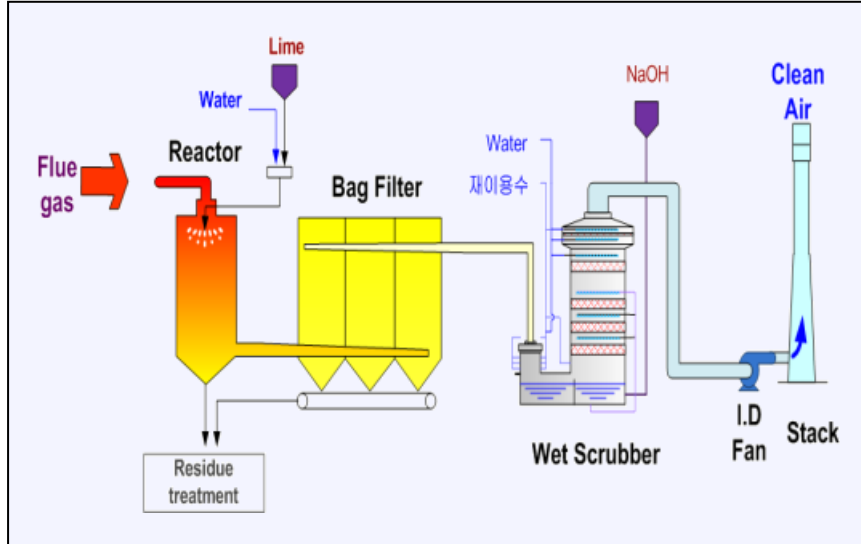 Lime
Water
Reactor
Flue
gas
Bag Filter
NaOH
Water
재이용수
Clean
Air
Wet Scrubber
I.D
Fan
Stack
Residue
treatment